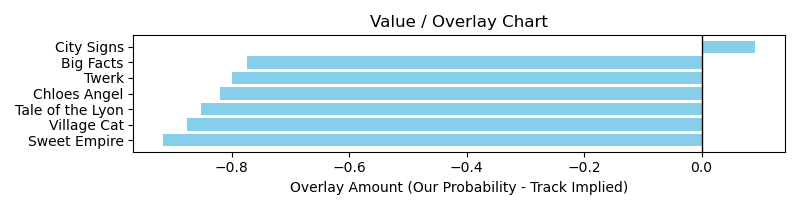 Value / Overlay Chart
City Signs
Big Facts
Twerk
Chloes Angel
Tale of the Lyon
Village Cat
Sweet Empire
−0.8 −0.6 −0.4 −0.2 0.0
Overlay Amount (Our Probability - Track Implied)